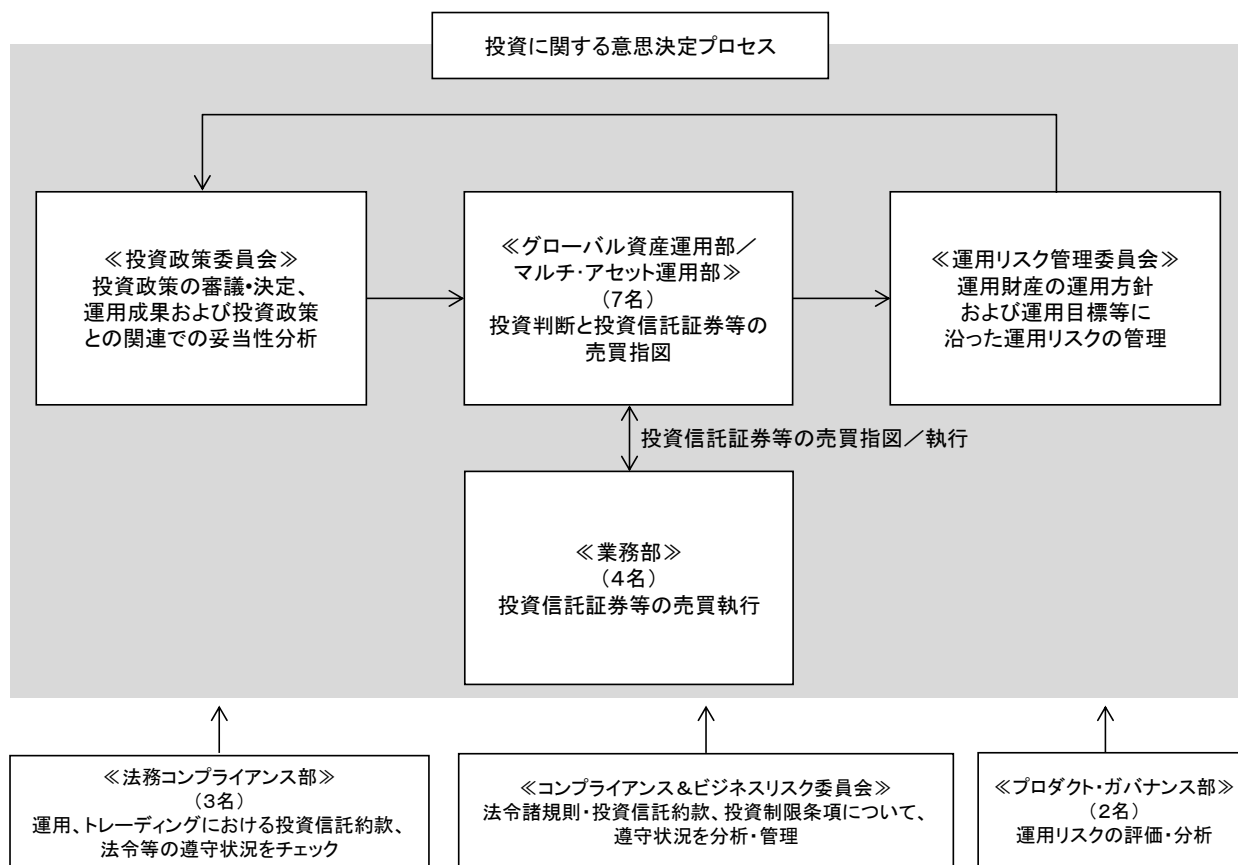 投資に関する意思決定プロセス
≪投資政策委員会≫
投資政策の審議・決定、
運用成果および投資政策
との関連での妥当性分析
≪グローバル資産運用部／
マルチ・アセット運用部≫
（7名）
投資判断と投資信託証券等の
売買指図
≪運用リスク管理委員会≫
運用財産の運用方針
および運用目標等に
沿った運用リスクの管理
投資信託証券等の売買指図／執行
≪業務部≫
（4名）
投資信託証券等の売買執行
≪法務コンプライアンス部≫
（3名）
運用、トレーディングにおける投資信託約款、
法令等の遵守状況をチェック
≪コンプライアンス＆ビジネスリスク委員会≫
法令諸規則・投資信託約款、投資制限条項について、
遵守状況を分析・管理
≪プロダクト・ガバナンス部≫
（2名）
運用リスクの評価・分析